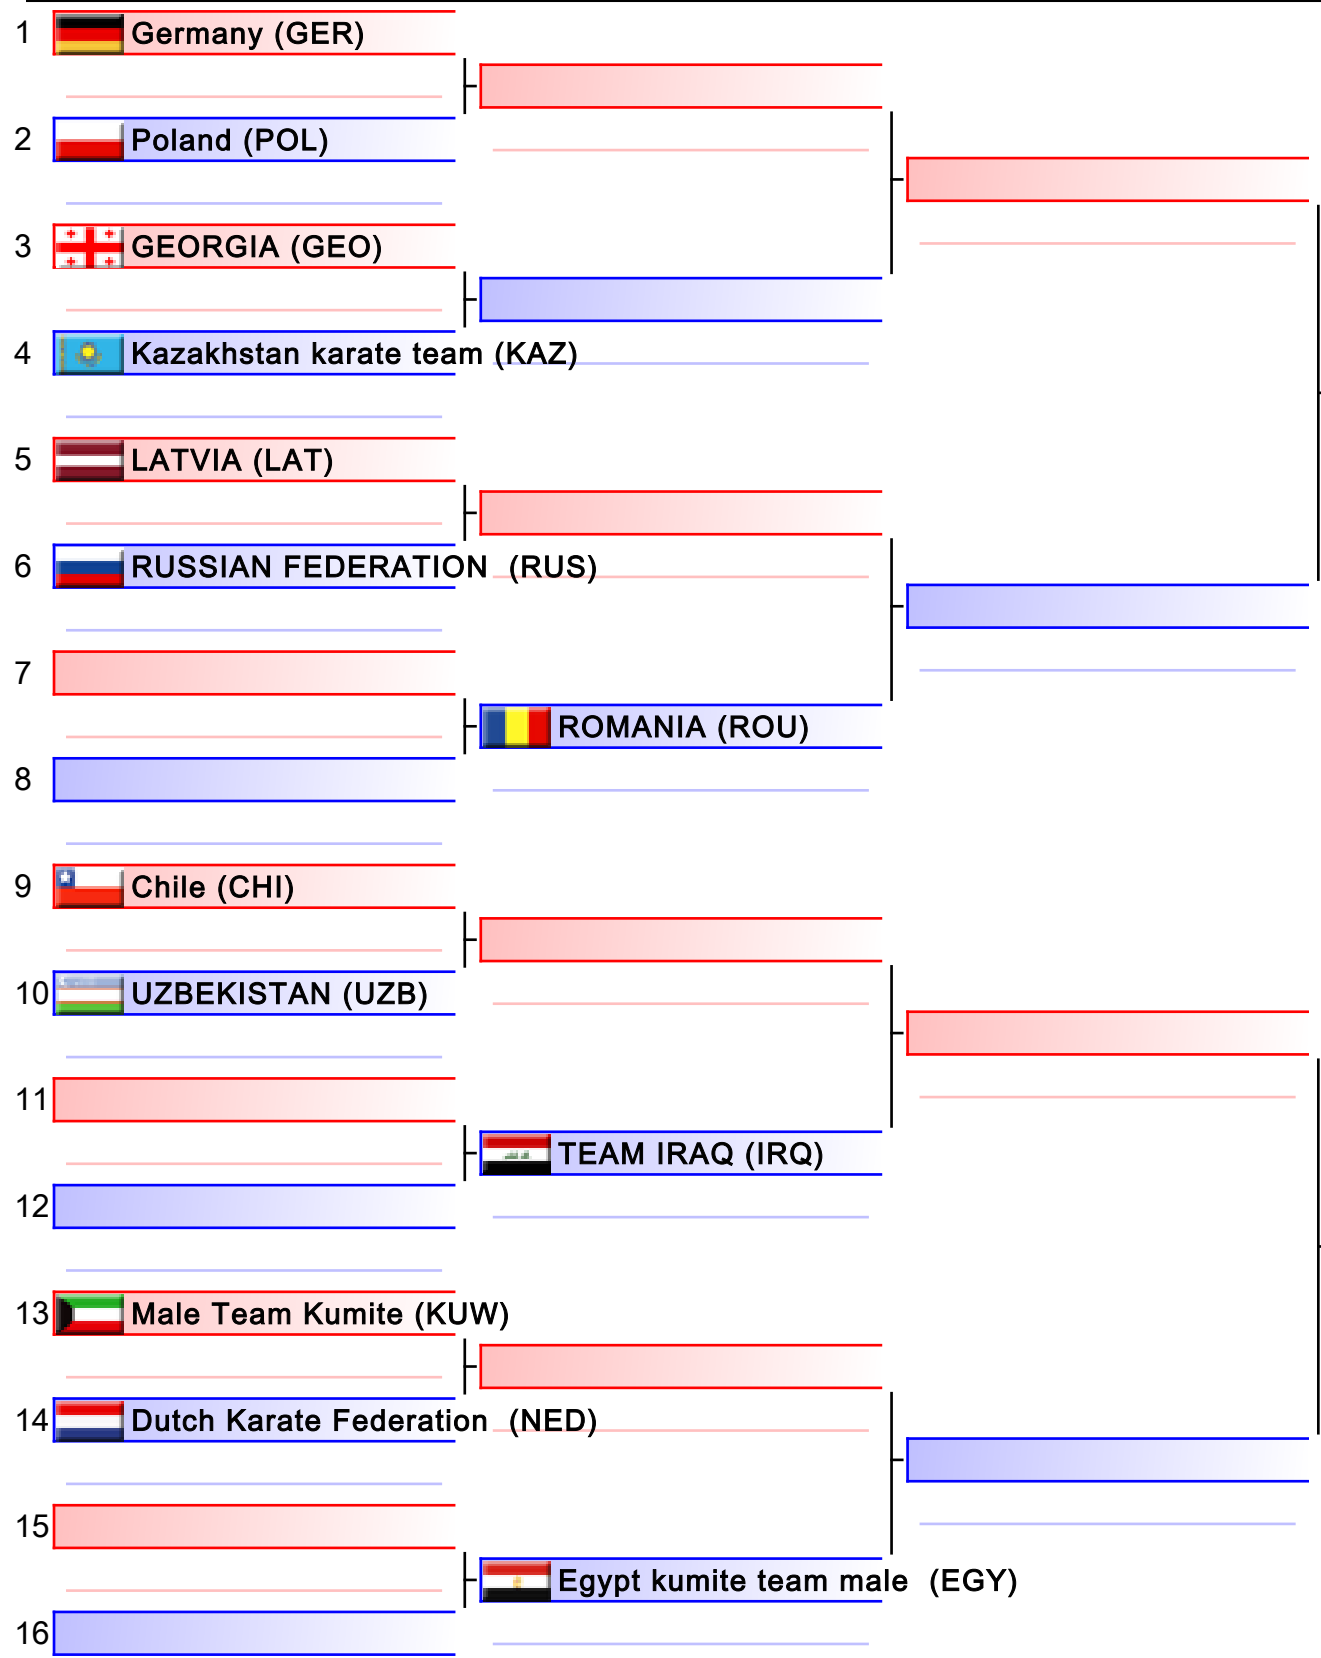 1 Germany (GER)
2 Poland (POL)
3 GEORGIA (GEO)
4 Kazakhstan karate team (KAZ)
5 LATVIA (LAT)
6 RUSSIAN FEDERATION (RUS)
7
ROMANIA (ROU)
8
9 Chile (CHI)
10 UZBEKISTAN (UZB)
11
TEAM IRAQ (IRQ)
12
13 Male Team Kumite (KUW)
14 Dutch Karate Federation (NED)
15
Egypt kumite team male (EGY)
16